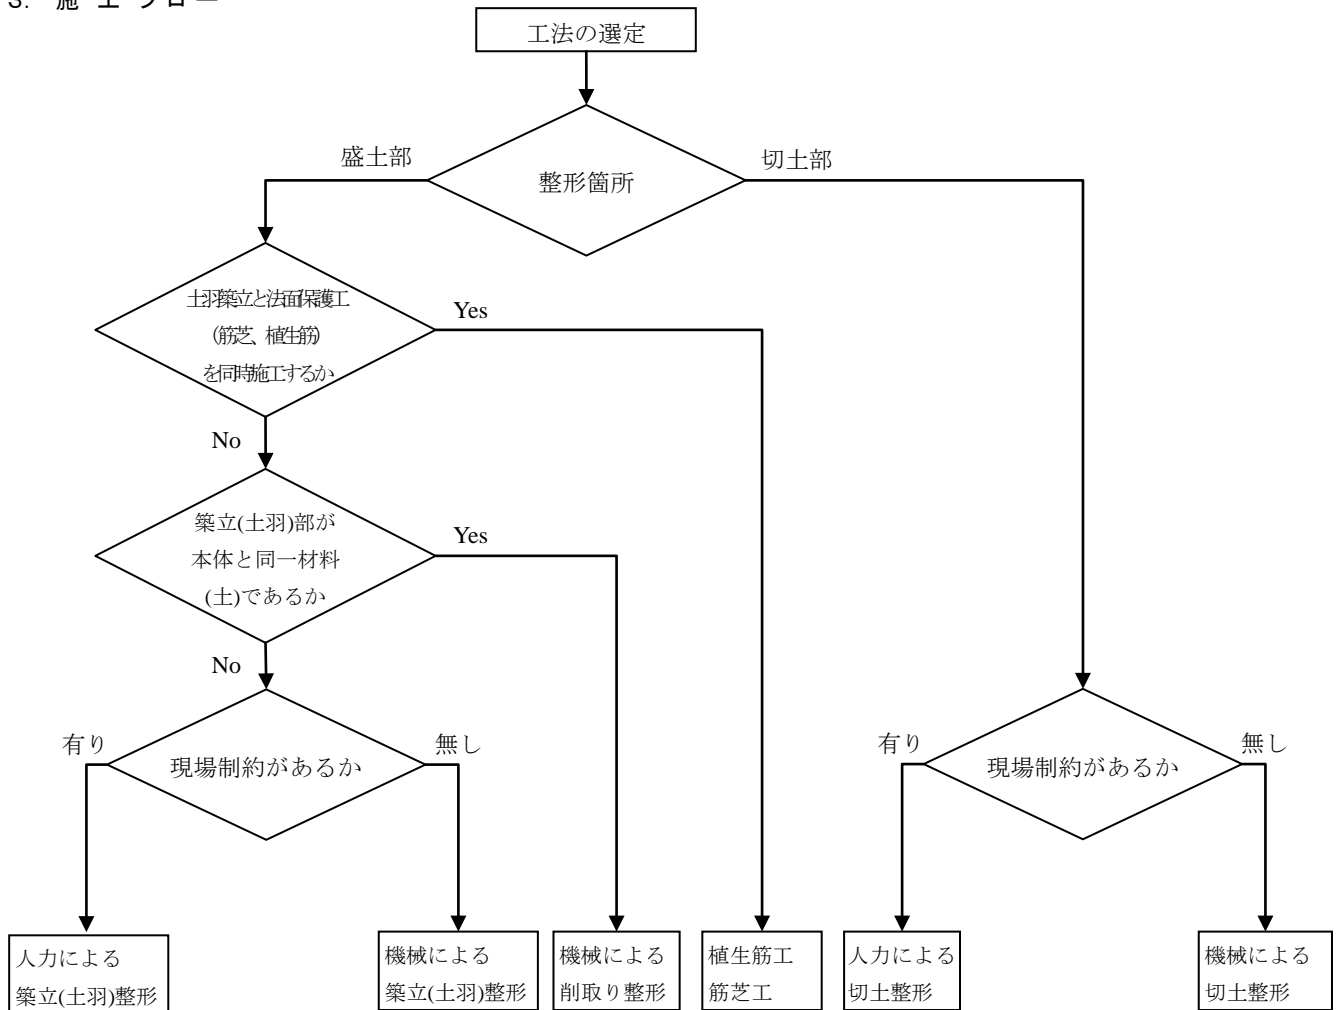 3. 施 工 フロー
工法の選定
盛土部
切土部
整形箇所
土羽築立と法面保護工
(筋芝、植生筋)
を同時施工するか
Yes
No
築立(土羽)部が
本体と同一材料
(土)であるか
Yes
No
有り
現場制約があるか
無し
有り
現場制約があるか
無し
人力による
築立(土羽)整形
機械による
築立(土羽)整形
機械による
削取り整形
植生筋工
筋芝工
人力による
切土整形
機械による
切土整形